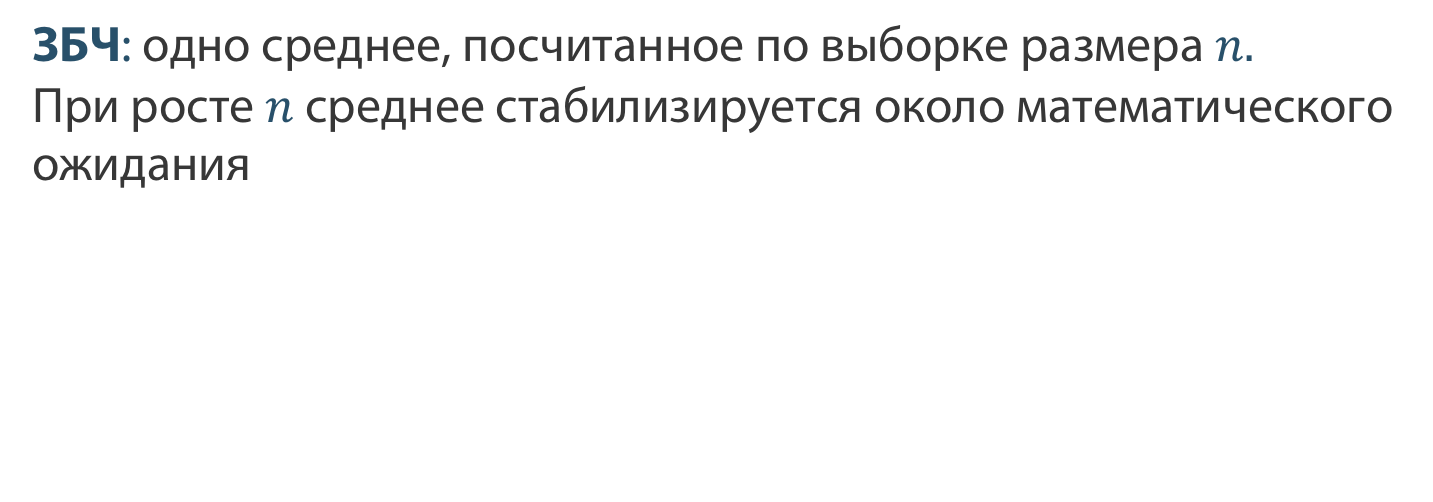 ЗБЧ: одно среднее, посчитанное по выборке размера n.
При росте n среднее стабилизируется около математического
ожидания